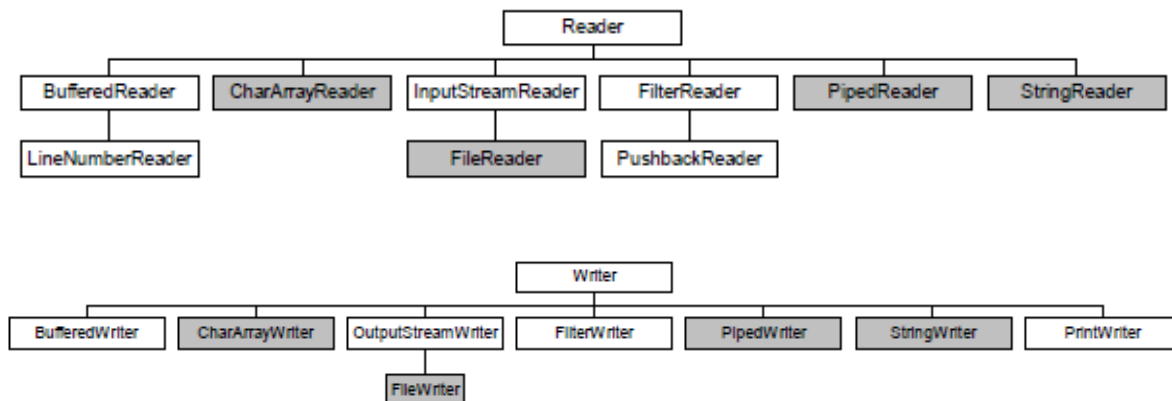 Reader
BufferedReader CharArrayReader InputStreamReader FilterReader PipedReader StringReader
LineNumberReader FileReader PushbackReader
Writer
BufferedWriter CharArrayWriter OutputStreamWriter FilterWriter PipedWriter StringWriter PrintWriter
FileWriter